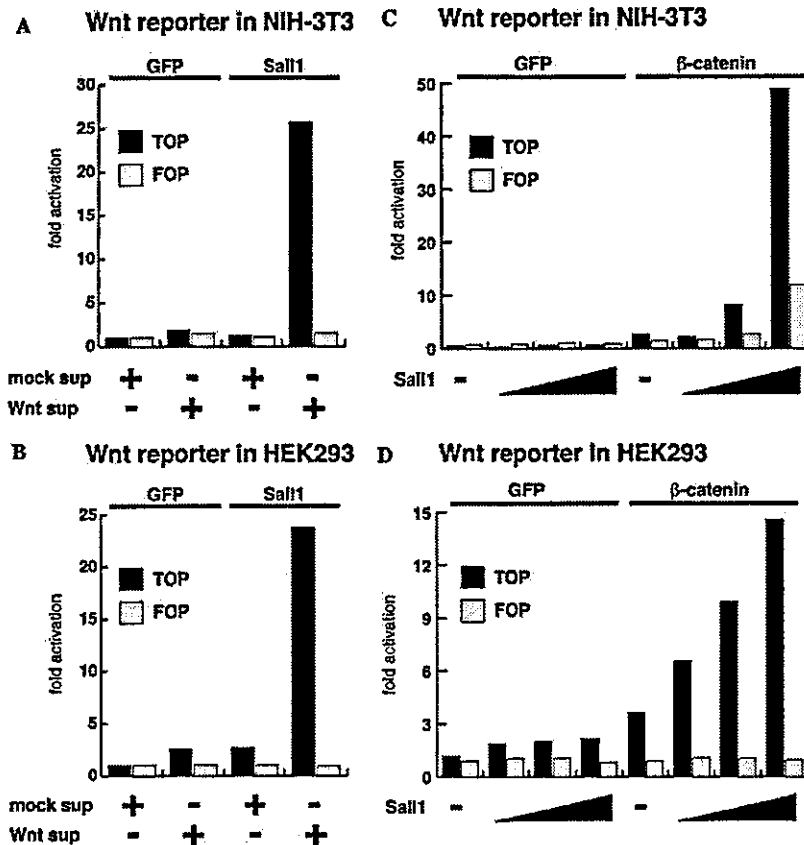 A Wnt reporter in NIH-3T3
GFP Sall1
30
25
20
15
10
5
0
fold activation
TOP
FOP
mock sup + - + -
Wnt sup - + - +
C Wnt reporter in NIH-3T3
GFP β-catenin
50
40
30
20
10
0
fold activation
TOP
FOP
Sall1 - -
B Wnt reporter in HEK293
GFP Sall1
25
20
15
10
5
0
fold activation
TOP
FOP
mock sup + - + -
Wnt sup - + - +
D Wnt reporter in HEK293
GFP β-catenin
15
12
9
6
3
0
fold activation
TOP
FOP
Sall1 - -